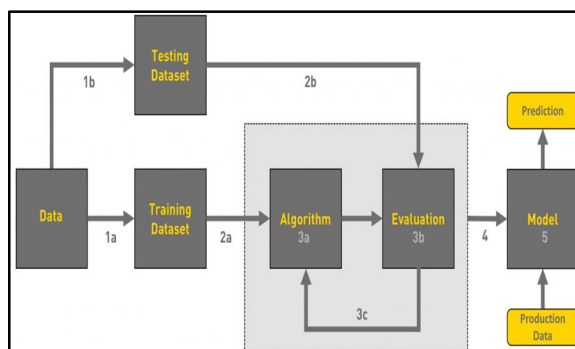 Testing
Dataset
1b
2b
Prediction
Data
Training
Dataset
Algorithm
3a
Evaluation
3b
Model
5
1a
2a
4
3c
Production
Data